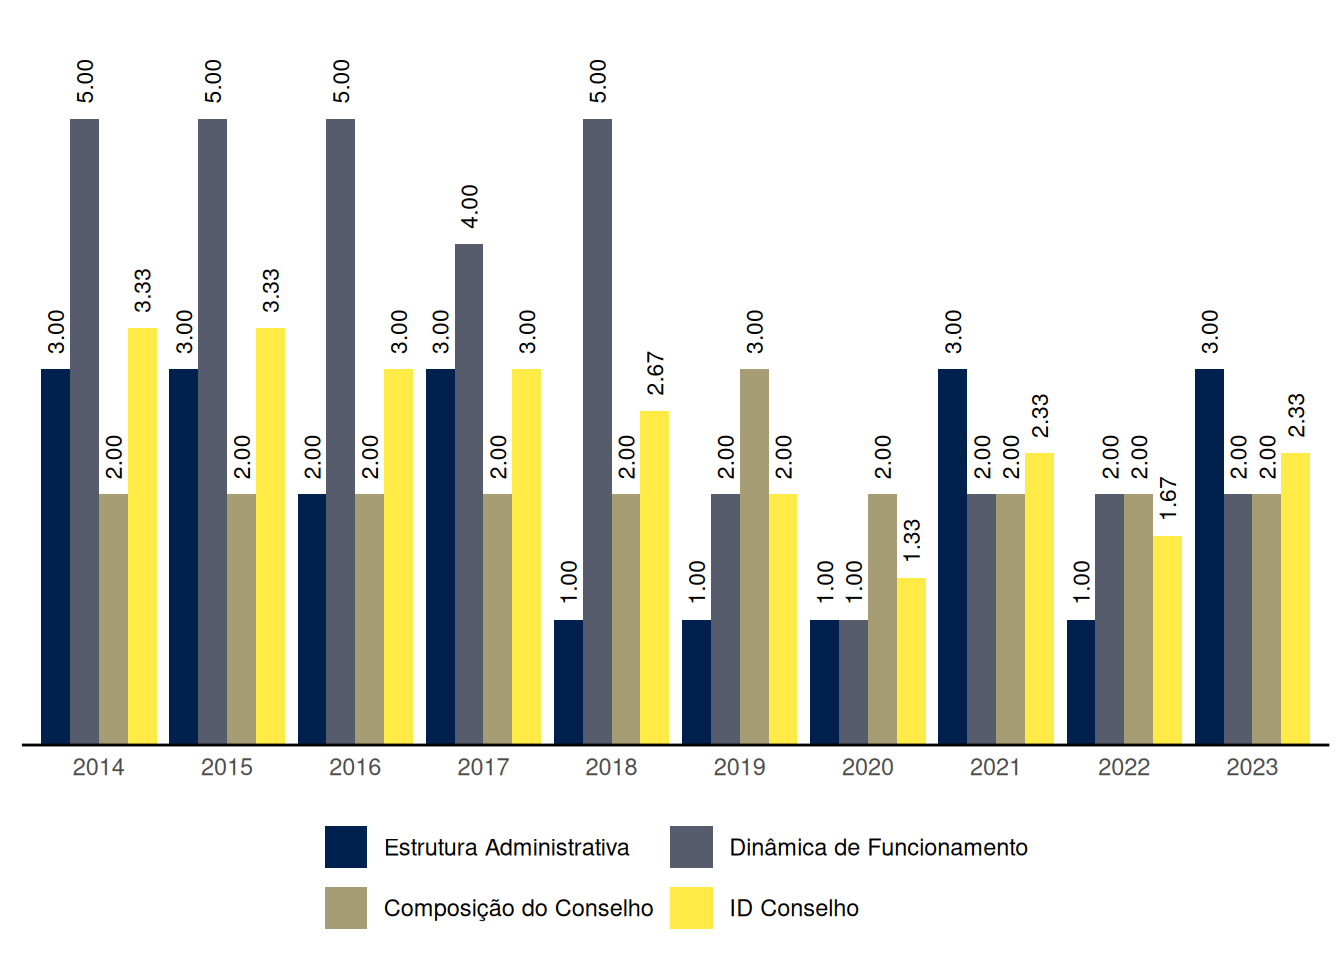 5.00 5.00 5.00 5.00
4.00
3.33 3.33
3.00 3.00 3.00 3.00 3.00 3.00 3.00 3.00
2.67
2.33 2.33
2.00 2.00 2.00 2.00 2.00 2.00 2.00 2.00 2.00 2.00 2.00 2.00 2.00 2.00 2.00
1.67
1.33
1.00 1.00 1.00 1.00 1.00
2014 2015 2016 2017 2018 2019 2020 2021 2022 2023
Estrutura Administrativa Dinâmica de Funcionamento
Composição do Conselho ID Conselho